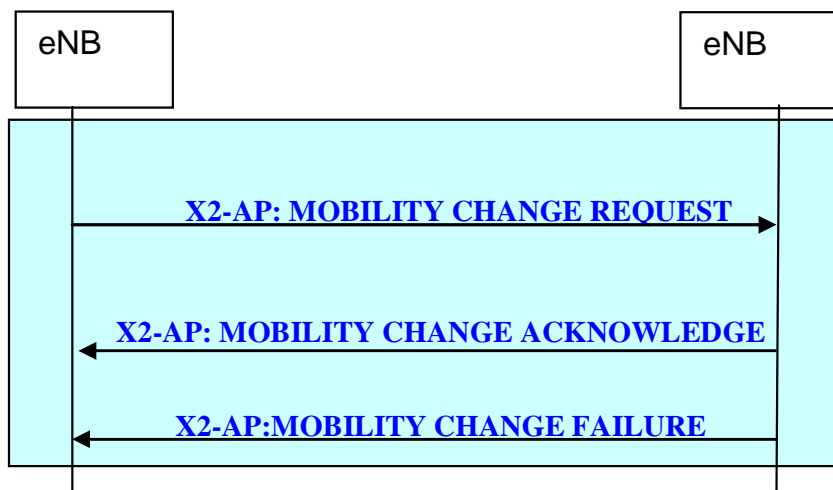 eNB
eNB
X2-AP: MOBILITY CHANGE REQUEST
X2-AP: MOBILITY CHANGE ACKNOWLEDGE
X2-AP:MOBILITY CHANGE FAILURE